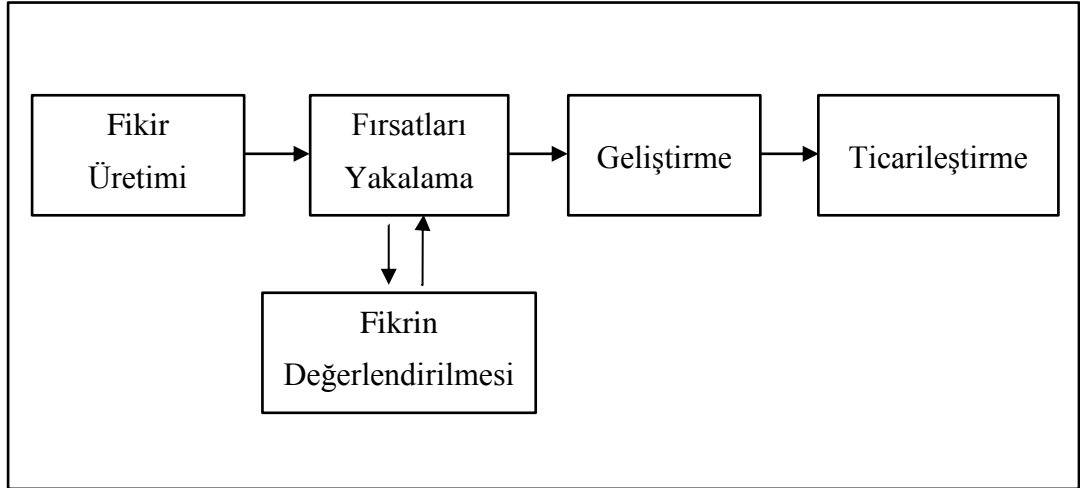 Fikir
Üretimi
Fırsatları
Yakalama
Geliştirme
Ticarileştirme
Fikrin
Değerlendirilmesi